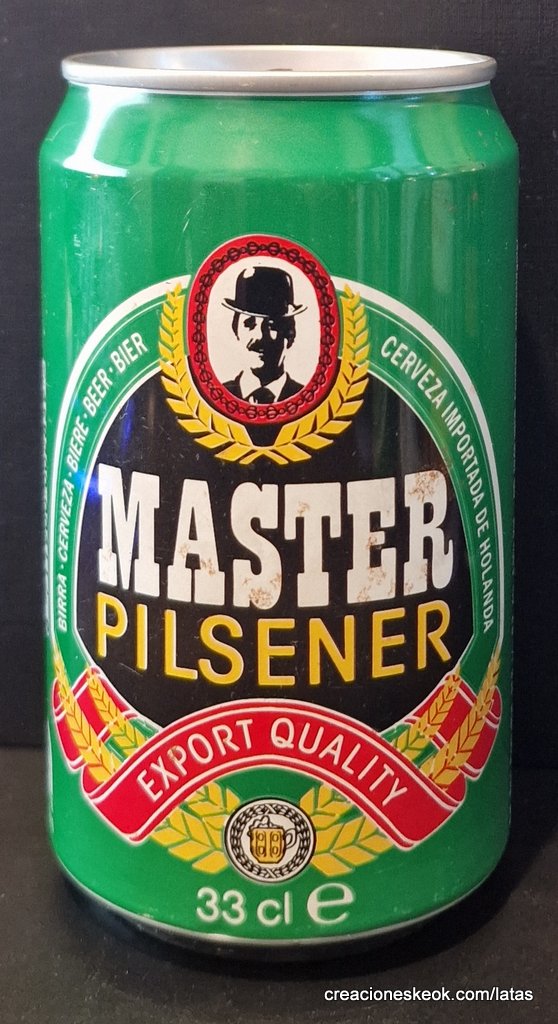 BIRRA · CERVEZA · BIERE · BEER · BIER
CERVEZA IMPORTADA DE HOLANDA
MASTER
PILSENER
EXPORT QUALITY
33 cl e
creacioneskeok.com/latas